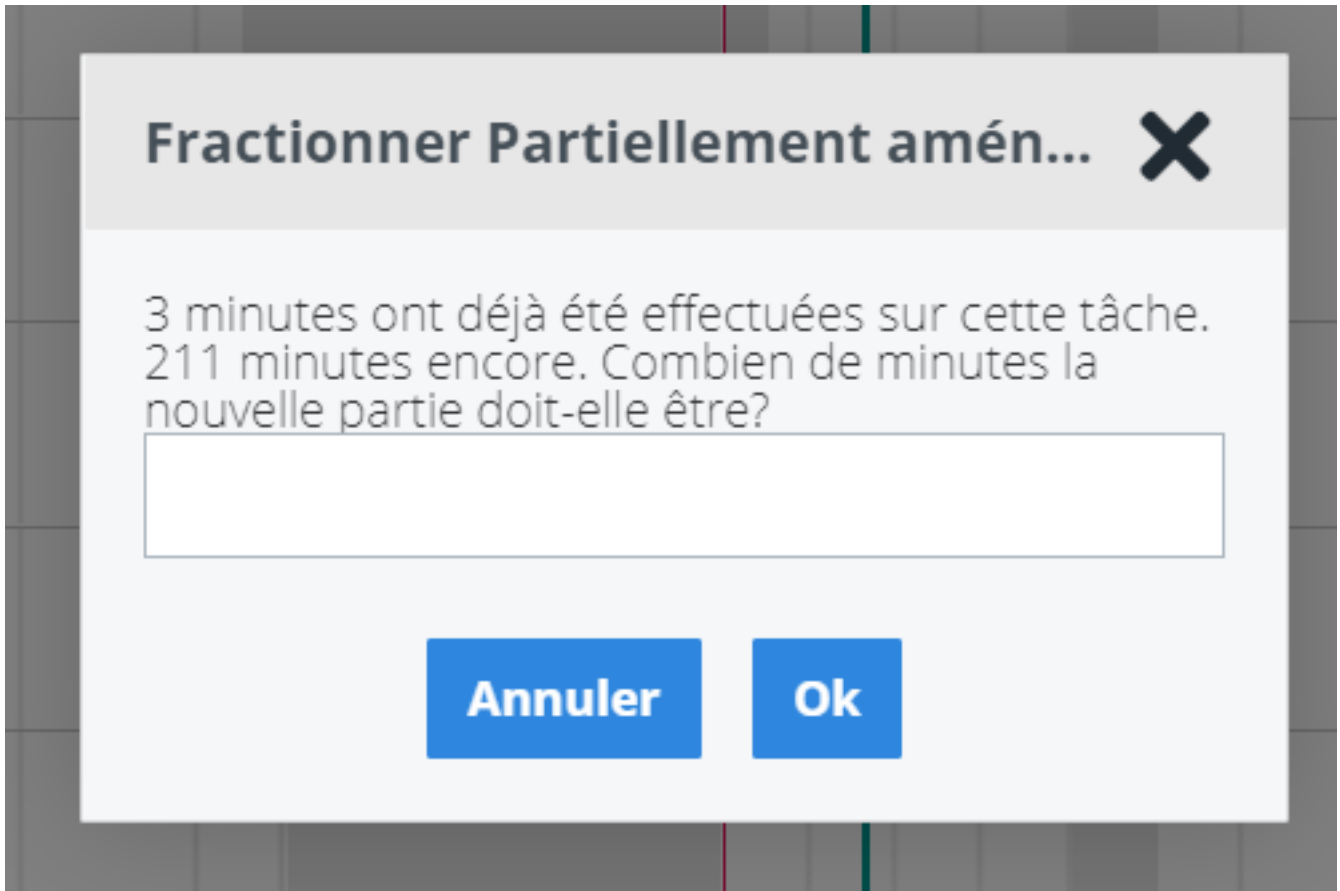 Fractionner Partiellement amén...
3 minutes ont déjà été effectuées sur cette tâche.
211 minutes encore. Combien de minutes la
nouvelle partie doit-elle être?
Annuler
Ok